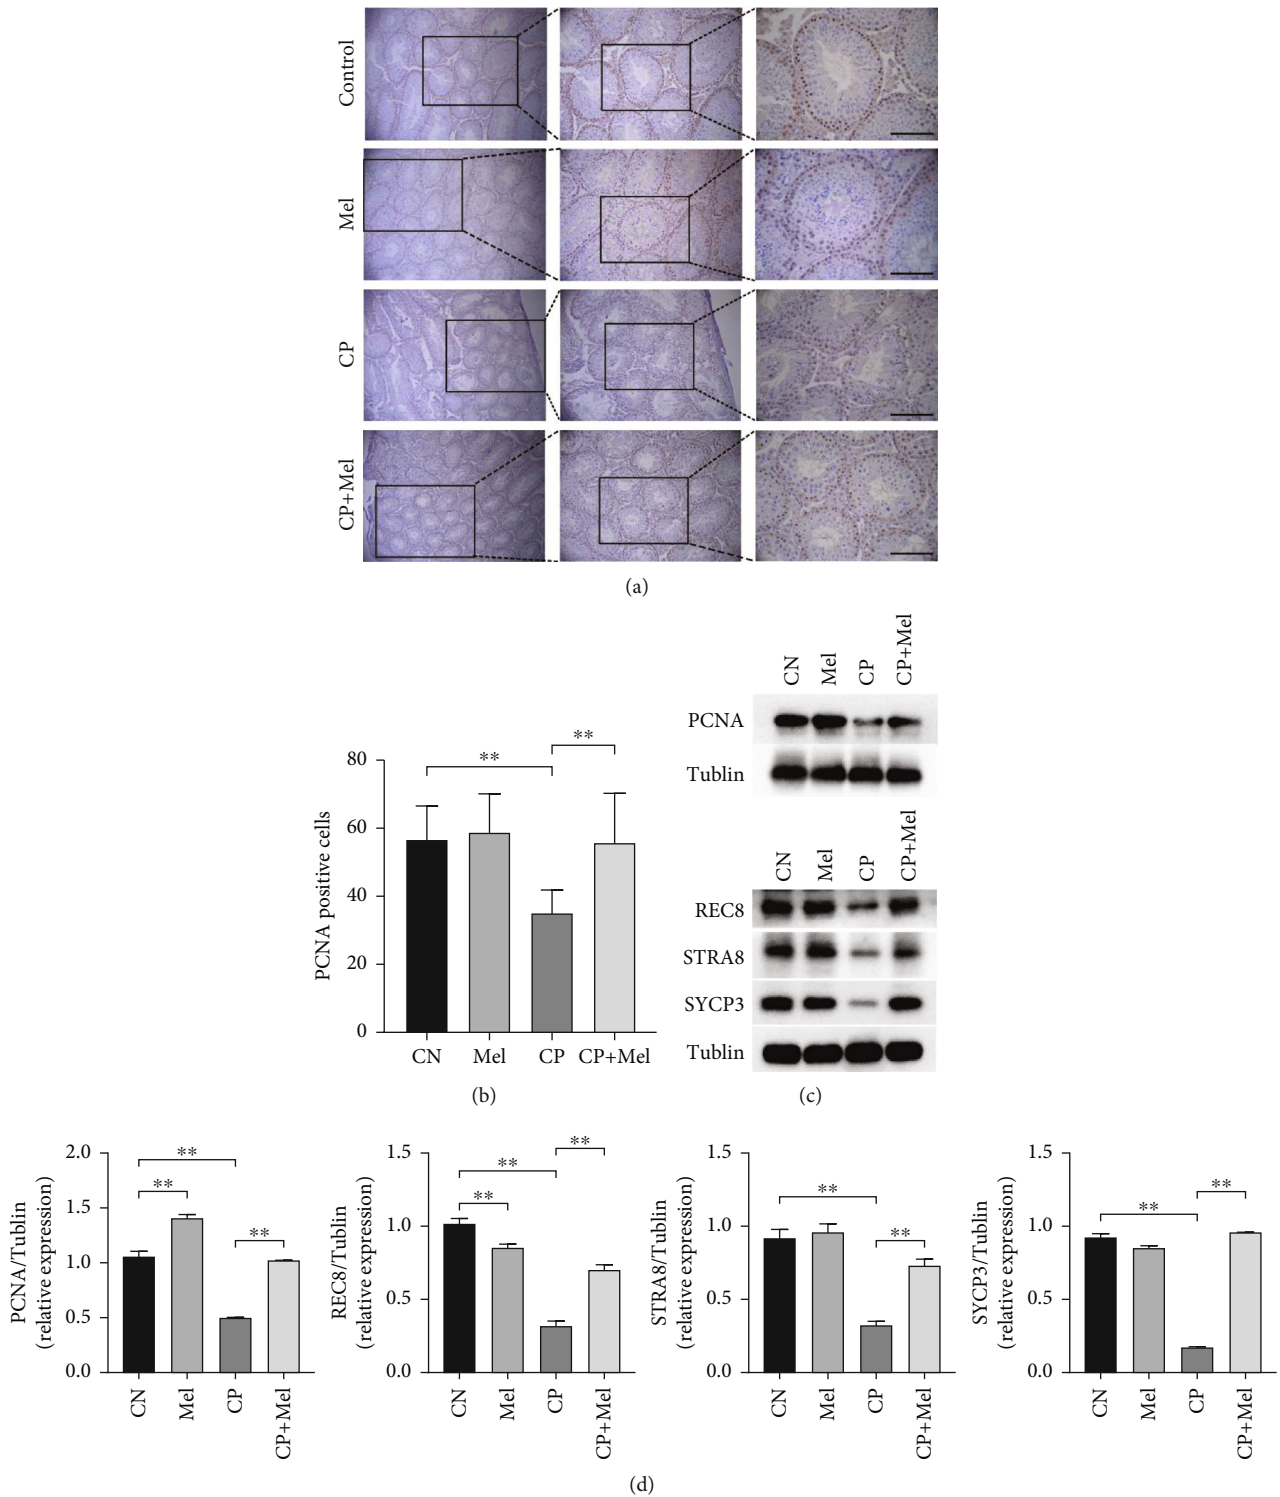 Control
Mel
CP
CP+Mel
(a)
PCNA positive cells
80
60
40
20
0
**
**
CN
Mel
CP
CP+Mel
(b)
CN
Mel
CP
CP+Mel
PCNA
Tublin
CN
Mel
CP
CP+Mel
REC8
STRA8
SYCP3
Tublin
(c)
PCNA/Tublin
(relative expression)
2.0
1.5
1.0
0.5
0.0
**
**
**
CN
Mel
CP
CP+Mel
REC8/Tublin
(relative expression)
1.5
1.0
0.5
0.0
**
**
**
CN
Mel
CP
CP+Mel
STRA8/Tublin
(relative expression)
1.5
1.0
0.5
0.0
**
**
CN
Mel
CP
CP+Mel
SYCP3/Tublin
(relative expression)
1.5
1.0
0.5
0.0
**
**
CN
Mel
CP
CP+Mel
(d)